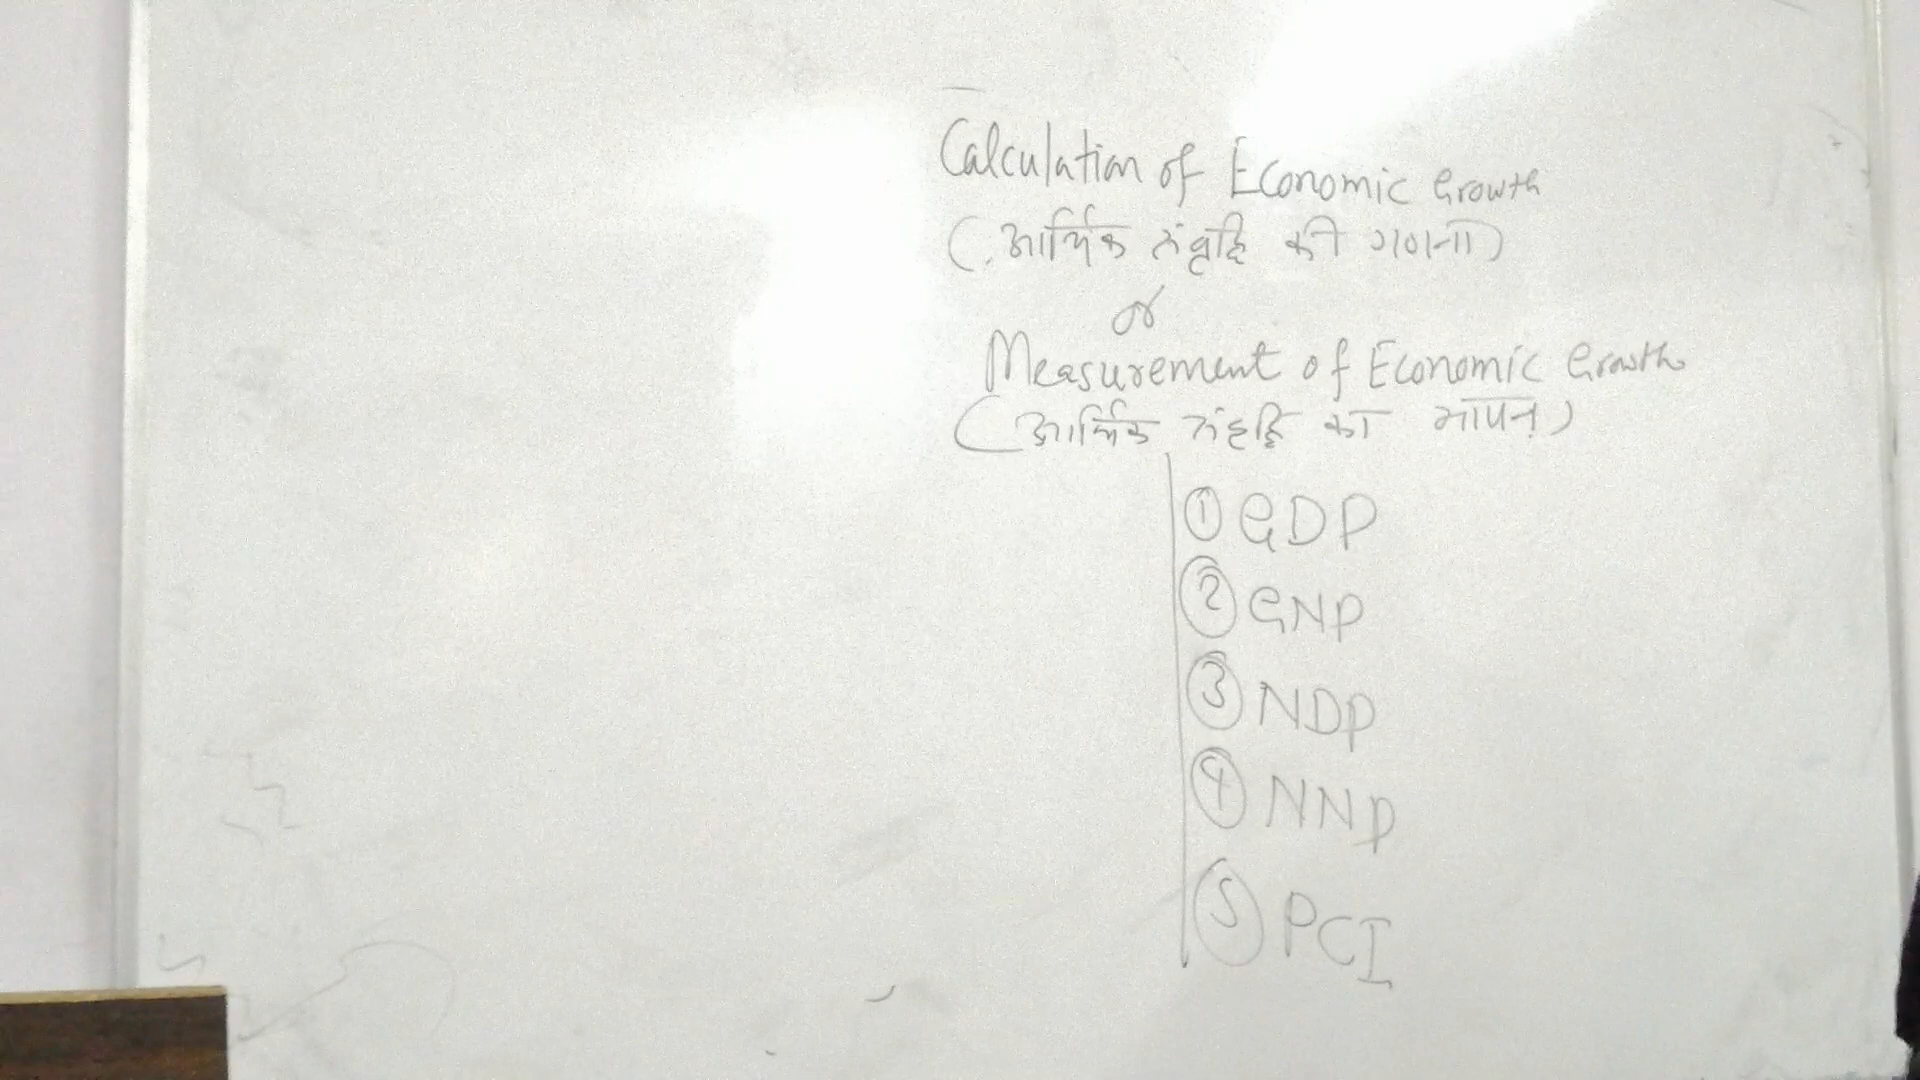 Calculation of Economic Growth
(आर्थिक संवृद्धि की गणना)
or
Measurement of Economic Growth
(आर्थिक संवृद्धि का मापन)
① GDP
② GNP
③ NDP
④ NNP
⑤ PCI